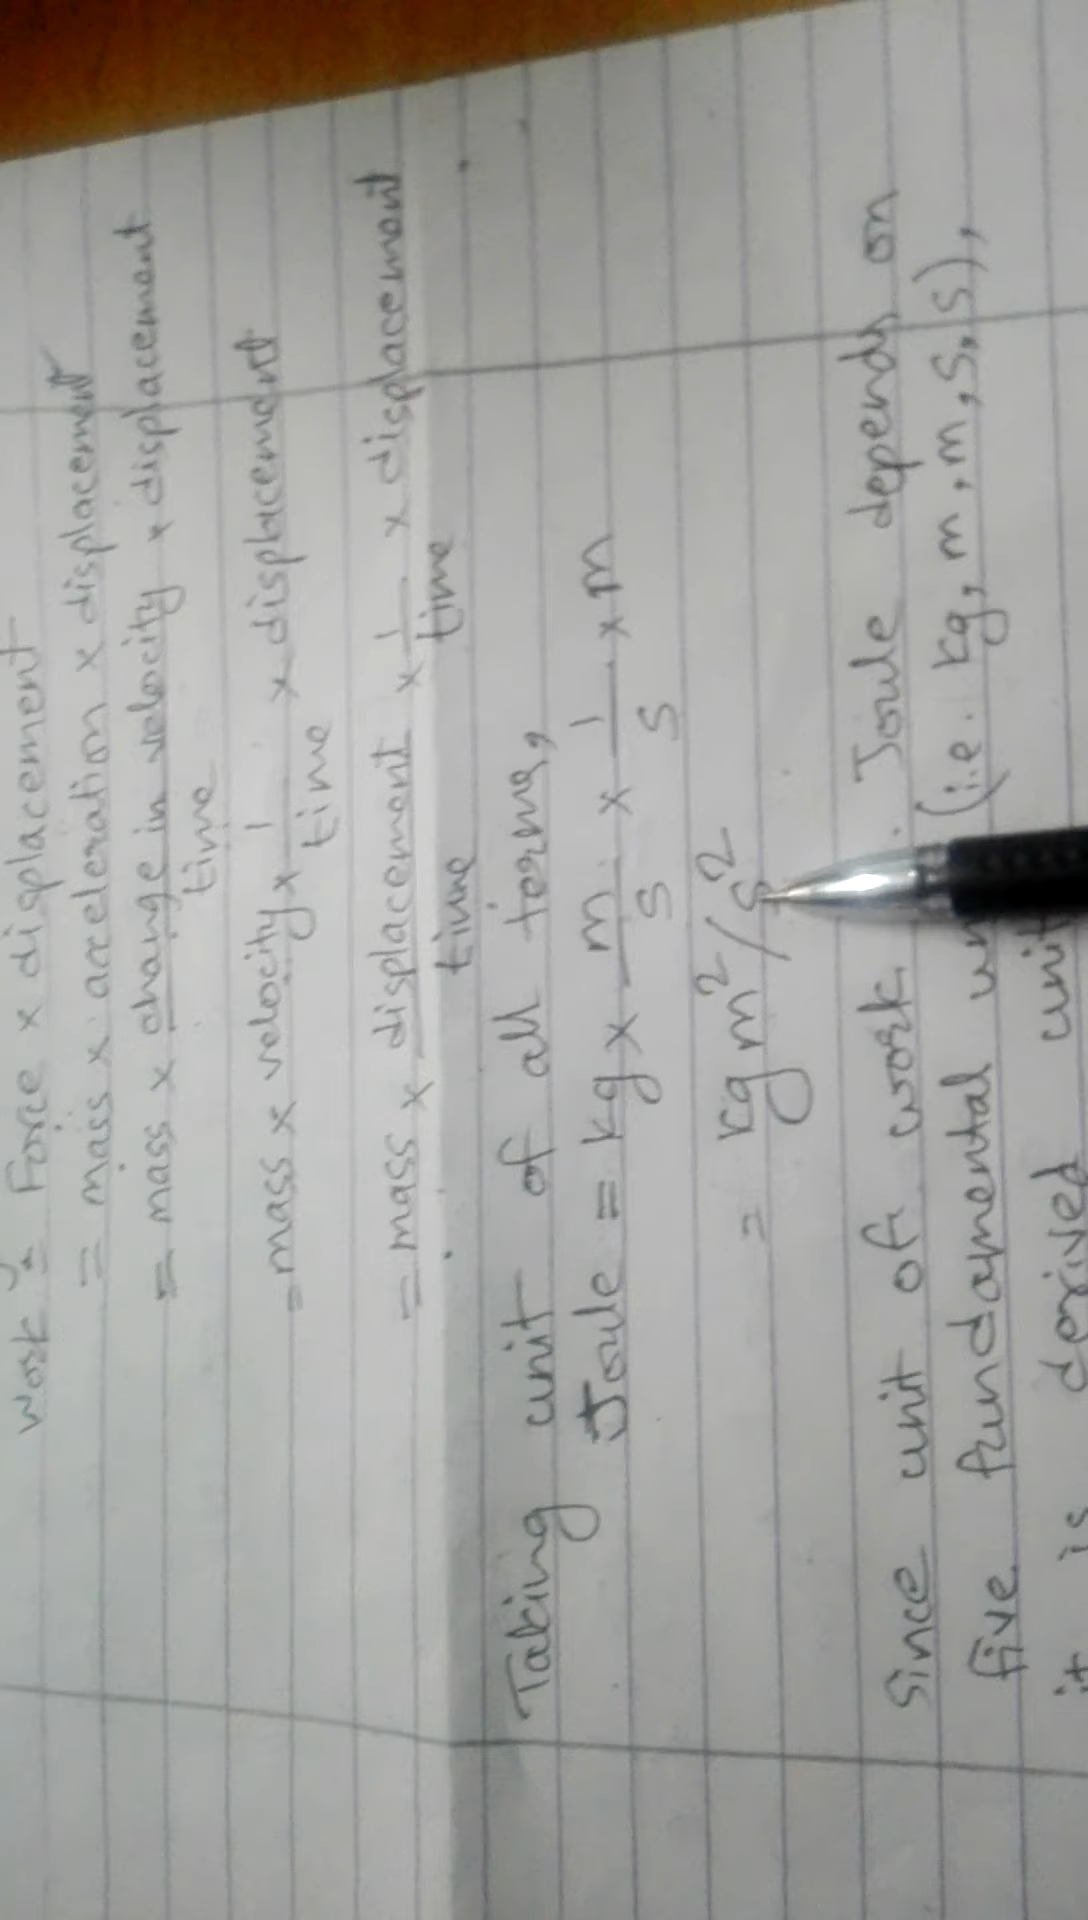 Work = Force × displacement
= mass × acceleration × displacement
= mass × change in velocity × displacement
time
= mass × velocity × 1/time × displacement
= mass × displacement/time × 1/time × displacement
Taking unit of all terms,
Joule = kg × m/s × 1/s × m
= kg m²/s²
Since unit of work Joule depends on
five fundamental (i.e. kg, m, m, s, s),
it is derived unit